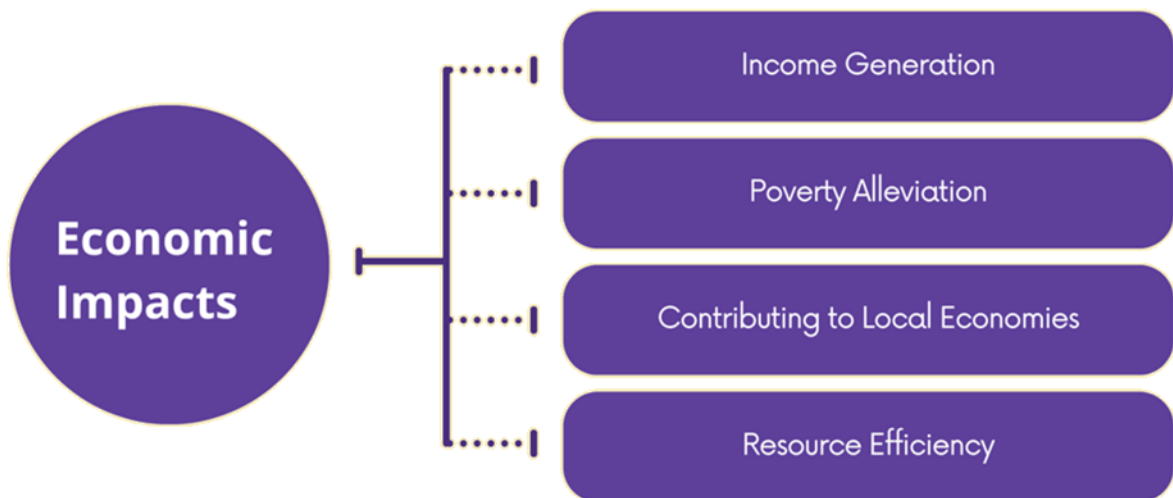 Economic
Impacts
Income Generation
Poverty Alleviation
Contributing to Local Economies
Resource Efficiency